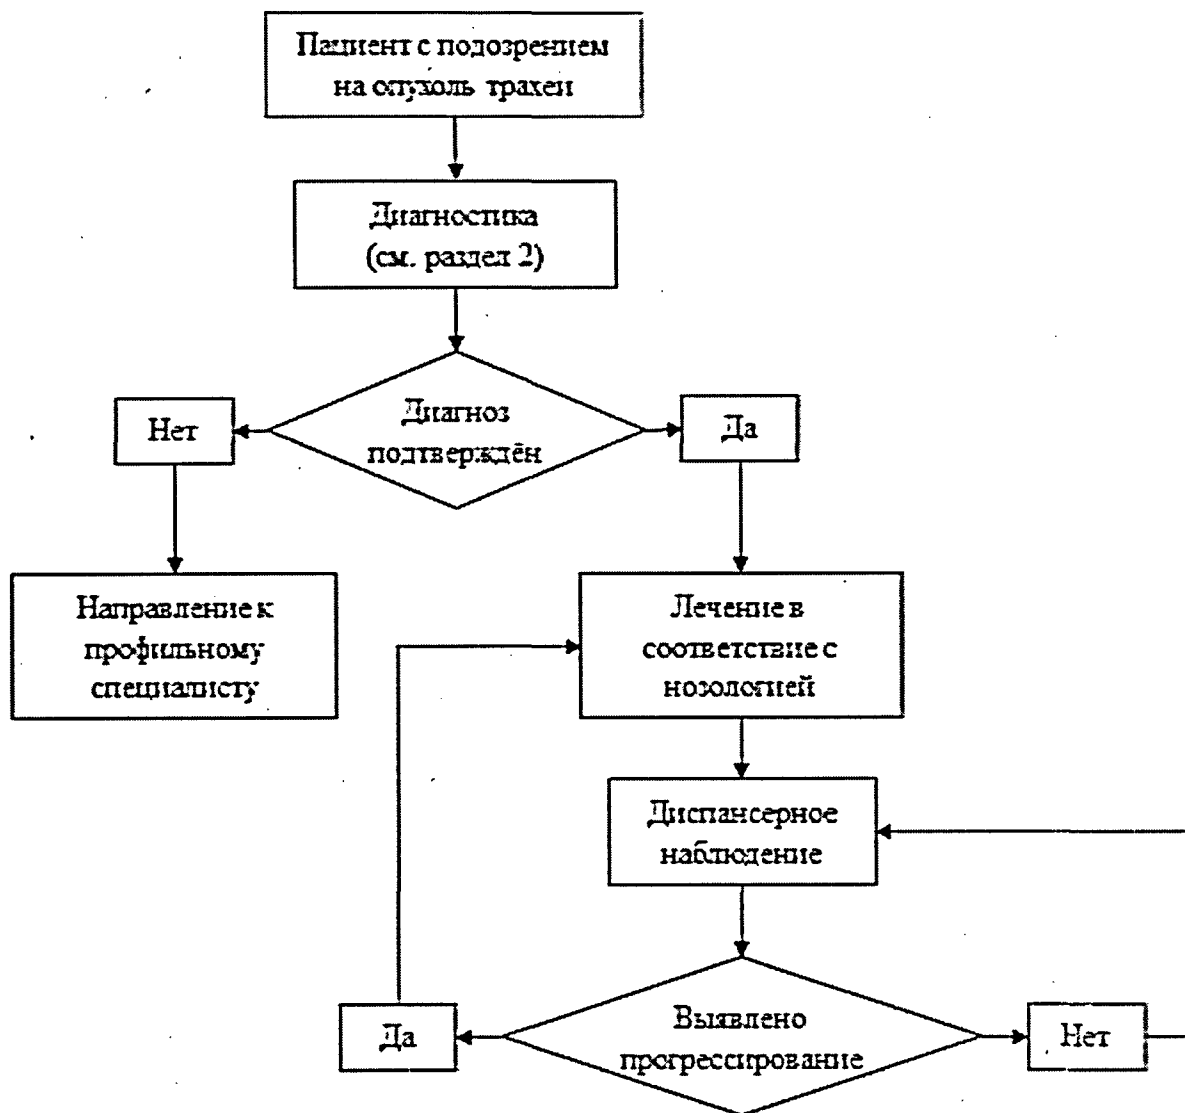 Пациент с подозрением
на опухоль трахеи
Диагностика
(см. раздел 2)
Диагноз
подтверждён
Нет
Да
Направление к
профильному
специалисту
Лечение в
соответствие с
нозологией
Диспансерное
наблюдение
Выявлено
прогрессирование
Да
Нет